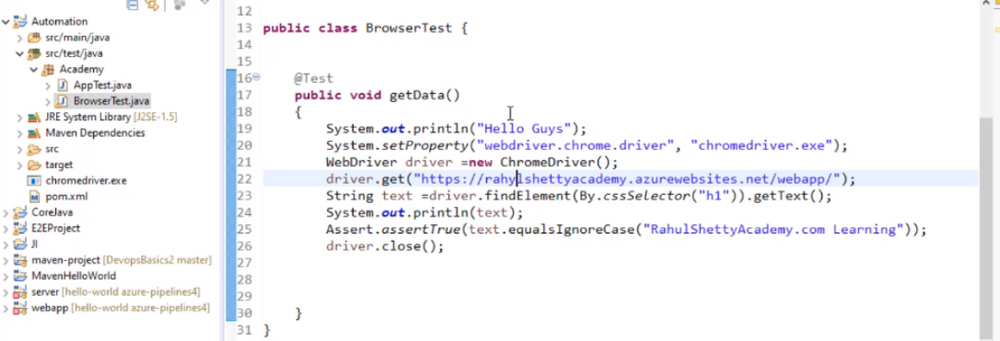 Automation
src/main/java
src/test/java
Academy
AppTest.java
BrowserTest.java
JRE System Library [J2SE-1.5]
Maven Dependencies
src
target
chromedriver.exe
pom.xml
CoreJava
E2EProject
JI
maven-project [DevopsBasics2 master]
MavenHelloWorld
server [hello-world azure-pipelines4]
webapp [hello-world azure-pipelines4]
12
13 public class BrowserTest {
14
15
16 @Test
17 public void getData()
18 {
19 System.out.println("Hello Guys");
20 System.setProperty("webdriver.chrome.driver", "chromedriver.exe");
21 WebDriver driver =new ChromeDriver();
22 driver.get("https://rahylshettyacademy.azurewebsites.net/webapp/");
23 String text =driver.findElement(By.cssSelector("h1")).getText();
24 System.out.println(text);
25 Assert.assertTrue(text.equalsIgnoreCase("RahulShettyAcademy.com Learning"));
26 driver.close();
27
28
29
30 }
31 }